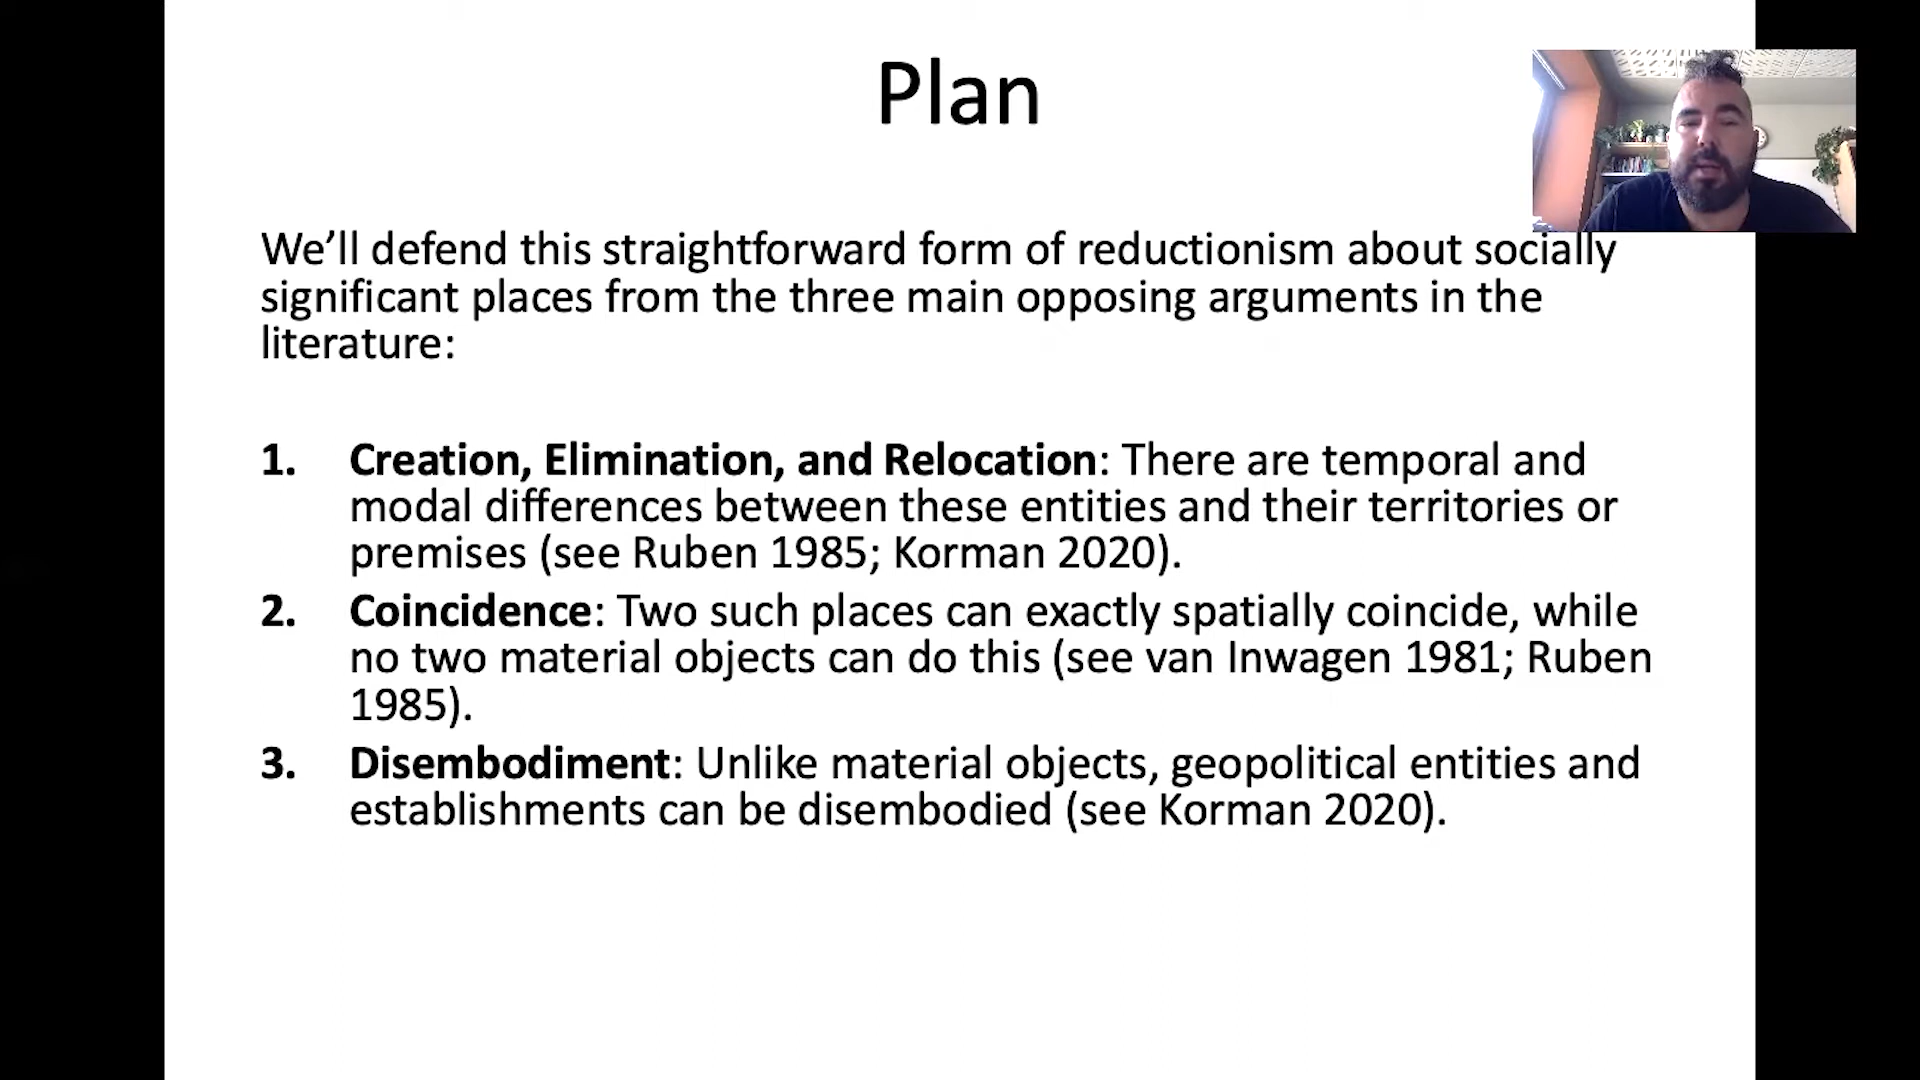 Plan
We’ll defend this straightforward form of reductionism about socially
significant places from the three main opposing arguments in the
literature:
1. Creation, Elimination, and Relocation: There are temporal and
modal differences between these entities and their territories or
premises (see Ruben 1985; Korman 2020).
2. Coincidence: Two such places can exactly spatially coincide, while
no two material objects can do this (see van Inwagen 1981; Ruben
1985).
3. Disembodiment: Unlike material objects, geopolitical entities and
establishments can be disembodied (see Korman 2020).